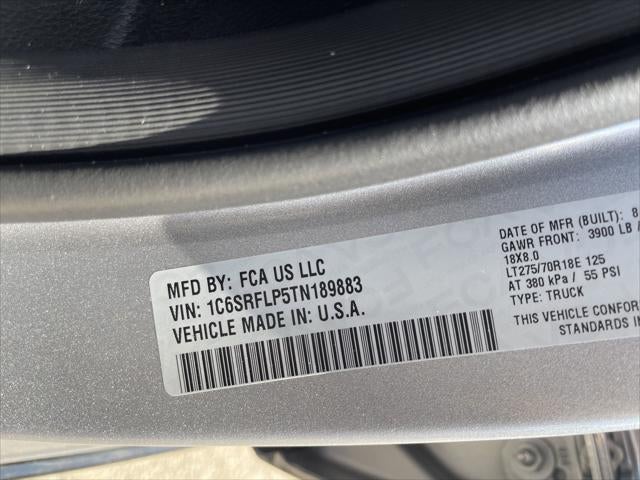 MFD BY: FCA US LLC
VIN: 1C6SRFLP5TN189883
VEHICLE MADE IN: U.S.A.
DATE OF MFR (BUILT): 8
GAWR FRONT: 3900 LB /
18X8.0
LT275/70R18E 125
AT 380 kPa / 55 PSI
TYPE: TRUCK
THIS VEHICLE CONFOR
STANDARDS IN